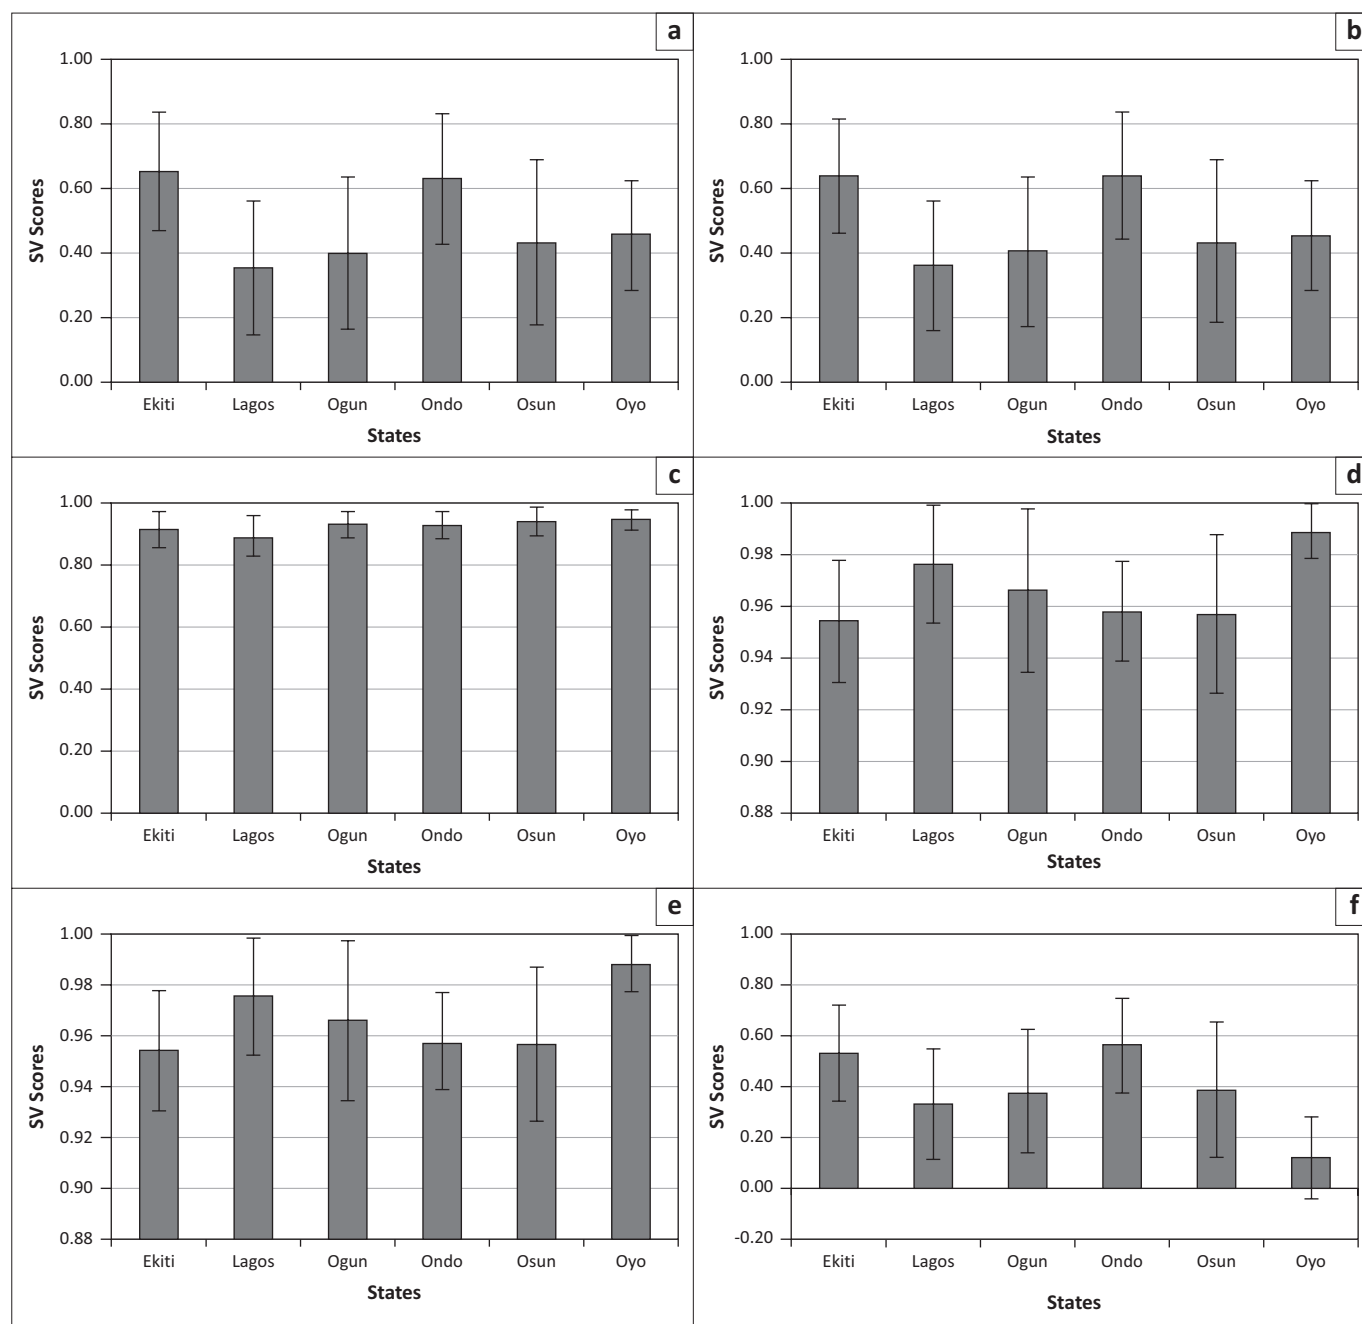 a
1.00
0.80
0.60
0.40
0.20
0.00
SV Scores
Ekiti Lagos Ogun Ondo Osun Oyo
States
b
1.00
0.80
0.60
0.40
0.20
0.00
SV Scores
Ekiti Lagos Ogun Ondo Osun Oyo
States
c
1.00
0.80
0.60
0.40
0.20
0.00
SV Scores
Ekiti Lagos Ogun Ondo Osun Oyo
States
d
1.00
0.98
0.96
0.94
0.92
0.90
0.88
SV Scores
Ekiti Lagos Ogun Ondo Osun Oyo
States
e
1.00
0.98
0.96
0.94
0.92
0.90
0.88
SV Scores
Ekiti Lagos Ogun Ondo Osun Oyo
States
f
1.00
0.80
0.60
0.40
0.20
0.00
-0.20
SV Scores
Ekiti Lagos Ogun Ondo Osun Oyo
States